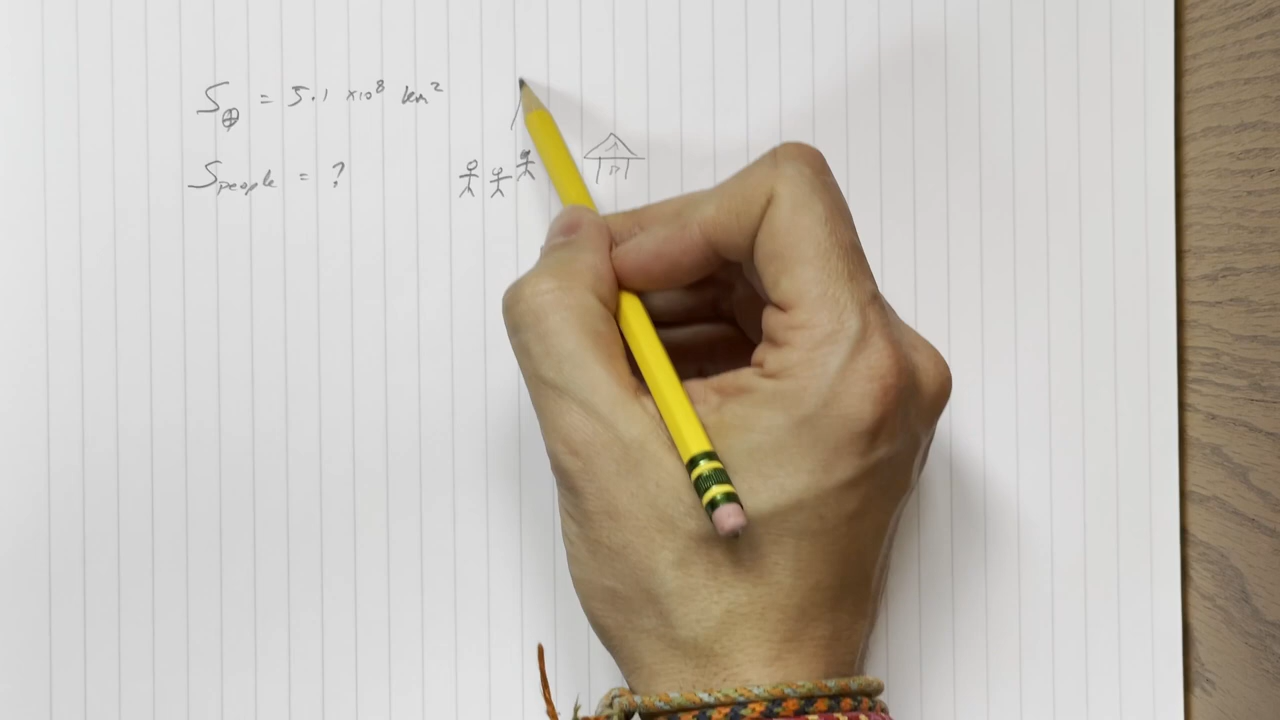 S⊕ = 5.1 ×10⁸ km²
Speople = ?